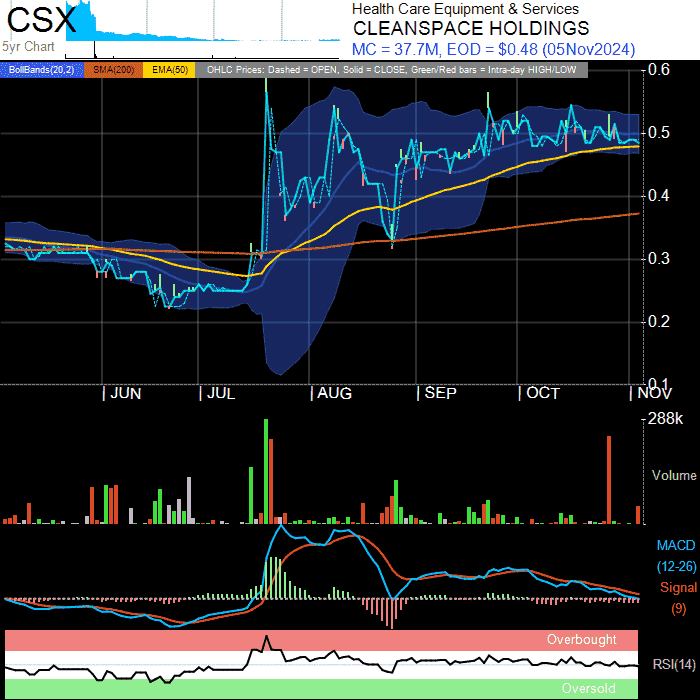 CSX
5yr Chart
Health Care Equipment & Services
CLEANSPACE HOLDINGS
MC = 37.7M, EOD = $0.48 (05Nov2024)
BollBands(20,2) SMA(200) EMA(50) OHLC Prices: Dashed = OPEN, Solid = CLOSE, Green/Red bars = Intra-day HIGH/LOW
0.6
0.5
0.4
0.3
0.2
0.1
JUN JUL AUG SEP OCT NOV
288k
Volume
MACD
(12-26)
Signal
(9)
Overbought
RSI(14)
Oversold